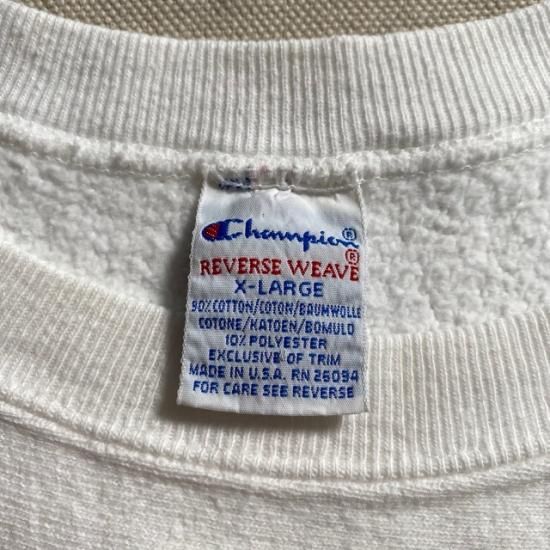 Champion®
®
REVERSE WEAVE
X-LARGE
90% COTTON/COTON/BAUMWOLLE
COTONE/KATOEN/BOMULD
10% POLYESTER
EXCLUSIVE OF TRIM
MADE IN U.S.A. RN 26094
FOR CARE SEE REVERSE